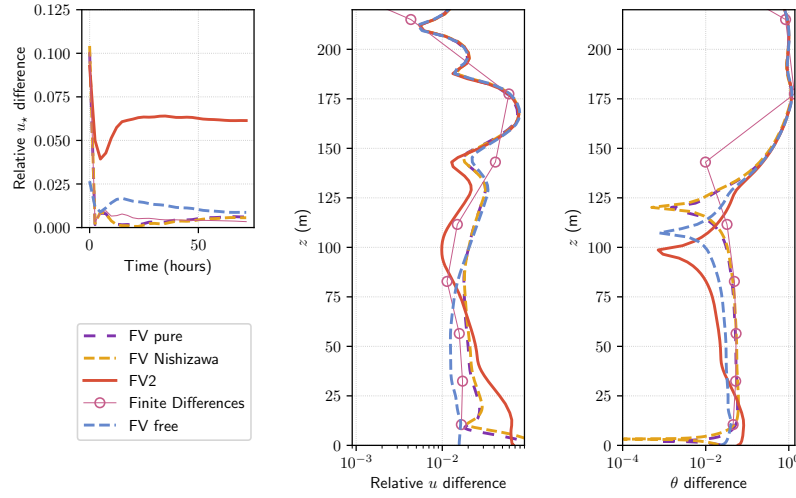 0.125
0.100
0.075
0.050
0.025
0.000
Relative u⋆ difference
0
50
Time (hours)
FV pure
FV Nishizawa
FV2
Finite Differences
FV free
200
175
150
125
100
75
50
25
0
z (m)
10⁻³
10⁻²
Relative u difference
200
175
150
125
100
75
50
25
0
z (m)
10⁻⁴
10⁻²
10⁰
θ difference